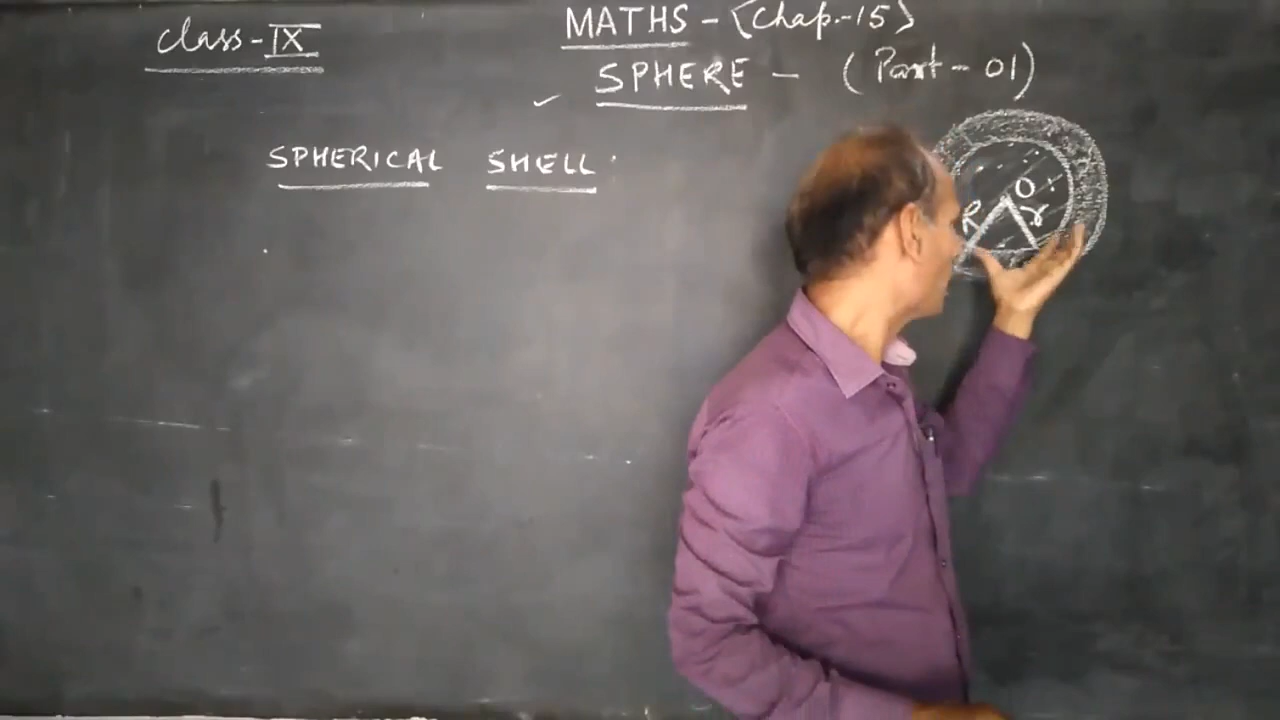 class-IX
MATHS - {Chap.-15}
SPHERE - (Part-01)
SPHERICAL SHELL.
O
R
r